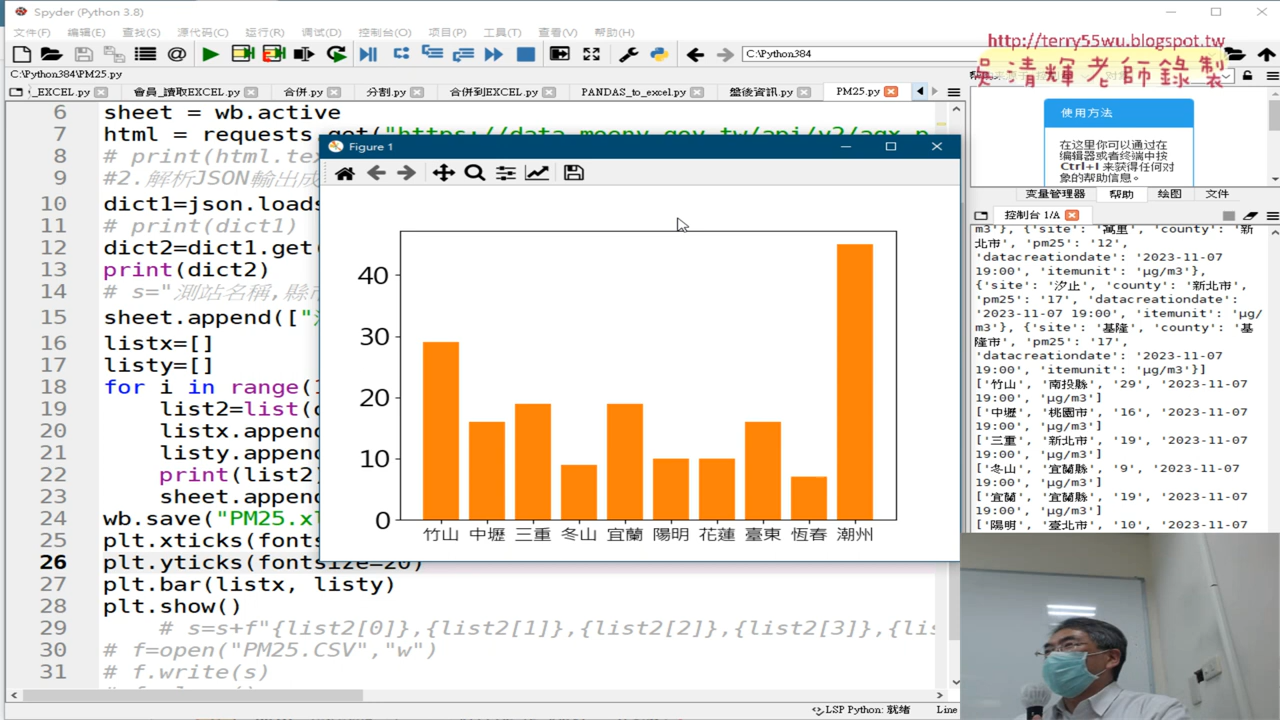 Spyder (Python 3.8)
文件(F) 编辑(E) 查找(S) 源代码(C) 运行(R) 调试(D) 控制台(O) 项目(P) 工具(T) 查看(V) 帮助(H)
http://terry55wu.blogspot.tw
吳清輝老師錄製
C:\Python384
C:\Python384\PM25.py
_EXCEL.py 會員_讀取EXCEL.py 合併.py 分割.py 合併到EXCEL.py PANDAS_to_excel.py 盤後資訊.py PM25.py
6 sheet = wb.active
7 html = requests.get("https://data.moenv.gov.tw/api/v2/aqx_p
8 # print(html.tex
9 #2.解析JSON輸出成
10 dict1=json.loads
11 # print(dict1)
12 dict2=dict1.get(
13 print(dict2)
14 # s="測站名稱,縣市
15 sheet.append(["
16 listx=[]
17 listy=[]
18 for i in range(1
19 list2=list(d
20 listx.append
21 listy.append
22 print(list2)
23 sheet.append
24 wb.save("PM25.xl
25 plt.xticks(fonts
26 plt.yticks(fontsize=20)
27 plt.bar(listx, listy)
28 plt.show()
29 # s=s+f"{list2[0]},{list2[1]},{list2[2]},{list2[3]},{lis
30 # f=open("PM25.CSV","w")
31 # f.write(s)
Figure 1
40
30
20
10
0
竹山 中壢 三重 冬山 宜蘭 陽明 花蓮 臺東 恆春 潮州
使用方法
在这里你可以通过在
编辑器或者终端中按
Ctrl+I 来获得任何对
象的帮助信息。
变量管理器 帮助 绘图 文件
控制台 1/A
m3'}, {'site': '萬里', 'county': '新
北市', 'pm25': '12',
'datacreationdate': '2023-11-07
19:00', 'itemunit': 'μg/m3'},
{'site': '汐止', 'county': '新北市',
'pm25': '17', 'datacreationdate':
'2023-11-07 19:00', 'itemunit': 'μg/
m3'}, {'site': '基隆', 'county': '基
隆市', 'pm25': '17',
'datacreationdate': '2023-11-07
19:00', 'itemunit': 'μg/m3'}]
['竹山', '南投縣', '29', '2023-11-07
19:00', 'μg/m3']
['中壢', '桃園市', '16', '2023-11-07
19:00', 'μg/m3']
['三重', '新北市', '19', '2023-11-07
19:00', 'μg/m3']
['冬山', '宜蘭縣', '9', '2023-11-07
19:00', 'μg/m3']
['宜蘭', '宜蘭縣', '19', '2023-11-07
19:00', 'μg/m3']
['陽明', '臺北市', '10', '2023-11-07
LSP Python: 就绪 Line